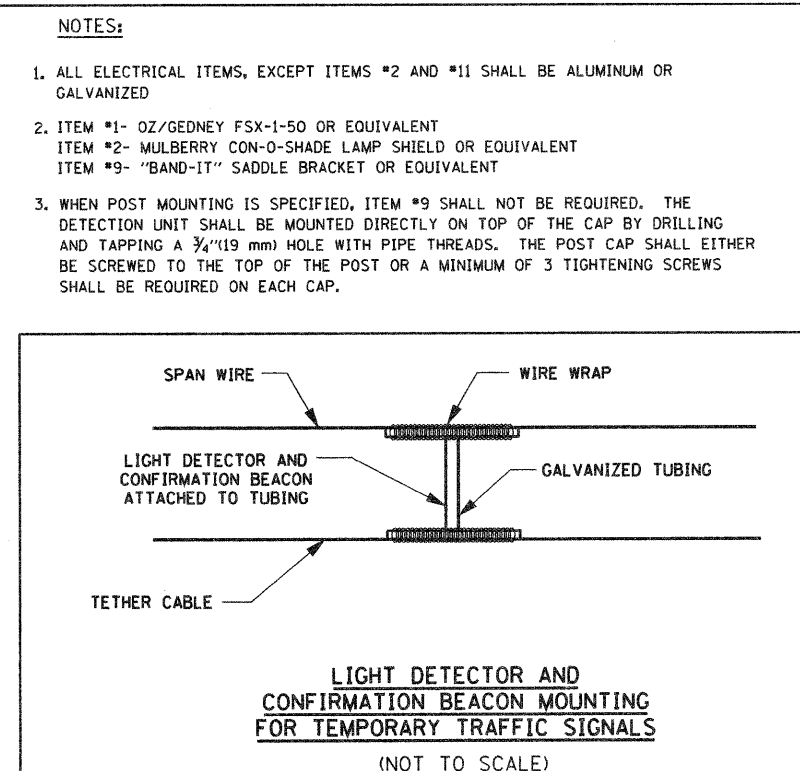 NOTES:
1. ALL ELECTRICAL ITEMS, EXCEPT ITEMS #2 AND #11 SHALL BE ALUMINUM OR
GALVANIZED
2. ITEM #1- OZ/GEDNEY FSX-1-50 OR EQUIVALENT
ITEM #2- MULBERRY CON-O-SHADE LAMP SHIELD OR EQUIVALENT
ITEM #9- "BAND-IT" SADDLE BRACKET OR EQUIVALENT
3. WHEN POST MOUNTING IS SPECIFIED, ITEM #9 SHALL NOT BE REQUIRED. THE
DETECTION UNIT SHALL BE MOUNTED DIRECTLY ON TOP OF THE CAP BY DRILLING
AND TAPPING A 3/4"(19 mm) HOLE WITH PIPE THREADS. THE POST CAP SHALL EITHER
BE SCREWED TO THE TOP OF THE POST OR A MINIMUM OF 3 TIGHTENING SCREWS
SHALL BE REQUIRED ON EACH CAP.
SPAN WIRE
WIRE WRAP
LIGHT DETECTOR AND
CONFIRMATION BEACON
ATTACHED TO TUBING
GALVANIZED TUBING
TETHER CABLE
LIGHT DETECTOR AND
CONFIRMATION BEACON MOUNTING
FOR TEMPORARY TRAFFIC SIGNALS
(NOT TO SCALE)